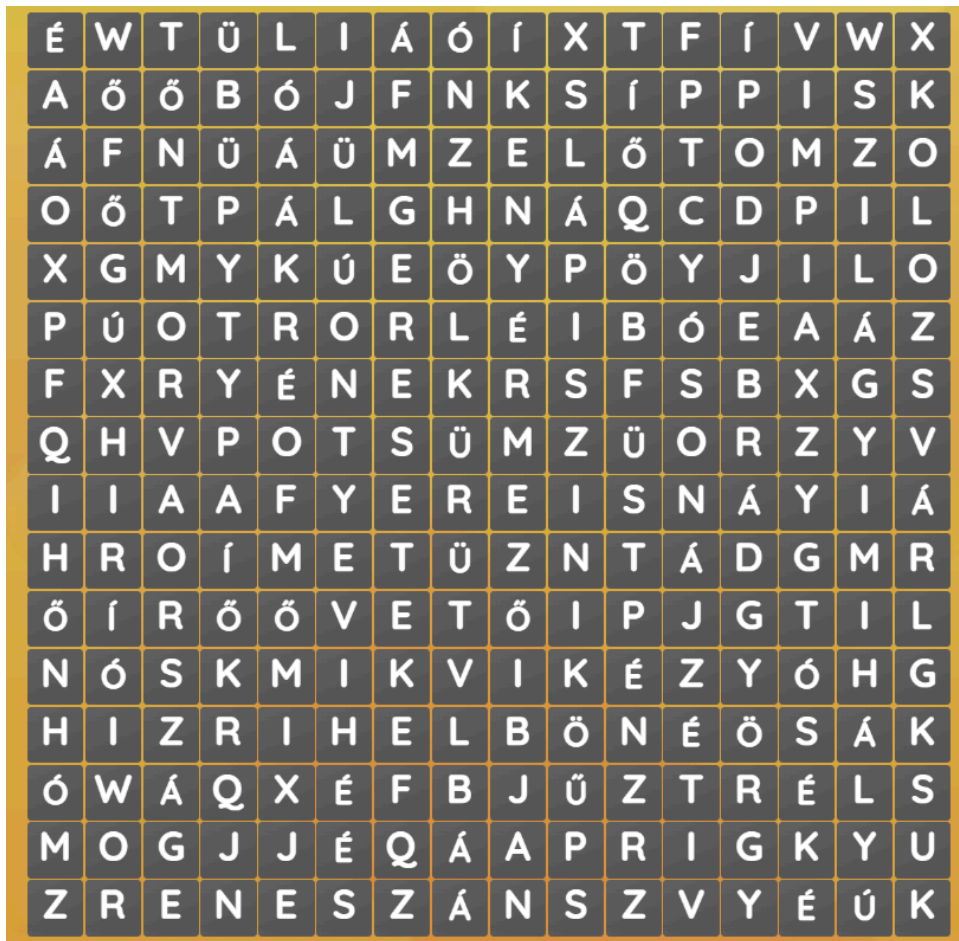 É W T Ü L I Á Ó Í X T F Í V W X
A Ő Ő B Ó J F N K S Í P P I S K
Á F N Ü Á Ü M Z E L Ő T O M Z O
O Ő T P Á L G H N Á Q C D P I L
X G M Y K Ú E Ö Y P Ö Y J I L O
P Ú O T R O R L É I B Ó E A Á Z
F X R Y É N E K R S F S B X G S
Q H V P O T S Ü M Z Ü O R Z Y V
I I A A F Y E R E I S N Á Y I Á
H R O Í M E T Ü Z N T Á D G M R
Ő Í R Ő Ő V E T Ő I P J G T I L
N Ó S K M I K V I K É Z Y Ó H G
H I Z R I H E L B Ö N É Ö S Á K
Ó W Á Q X É F B J Ű Z T R É L S
M O G J J É Q Á A P R I G K Y U
Z R E N E S Z Á N S Z V Y É Ú K